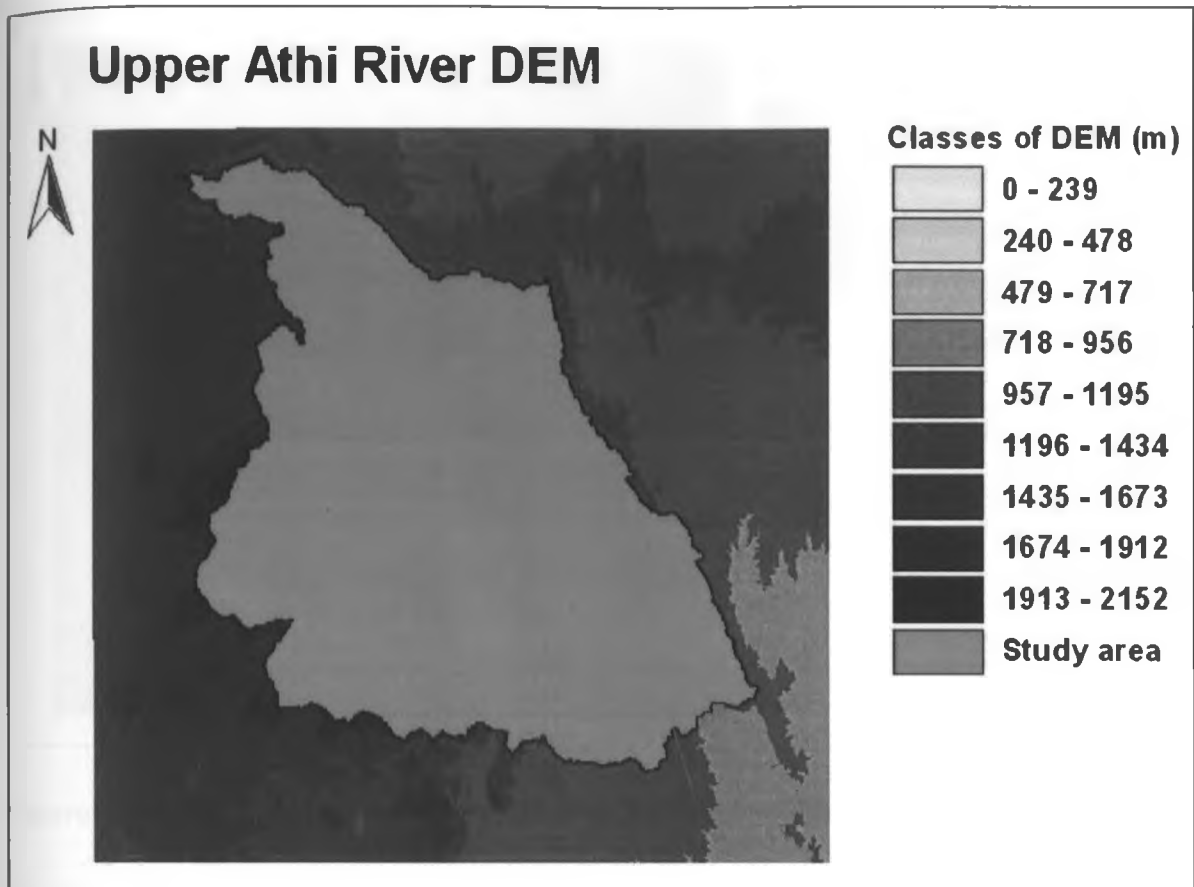 Upper Athi River DEM
N
Classes of DEM (m)
0 - 239
240 - 478
479 - 717
718 - 956
957 - 1195
1196 - 1434
1435 - 1673
1674 - 1912
1913 - 2152
Study area